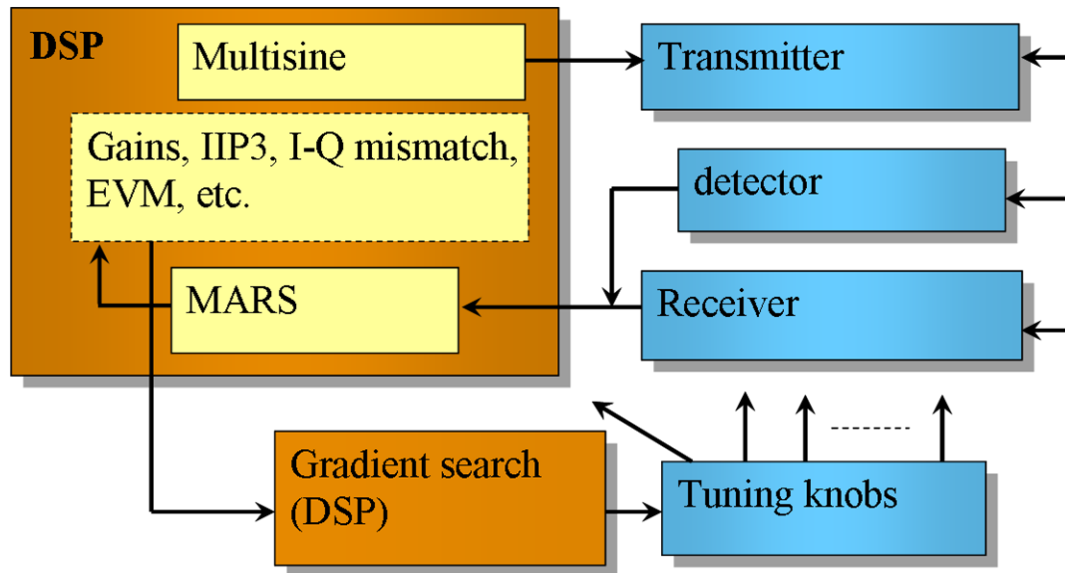 DSP
Multisine
Transmitter
Gains, IIP3, I-Q mismatch,
EVM, etc.
detector
MARS
Receiver
Gradient search
(DSP)
Tuning knobs